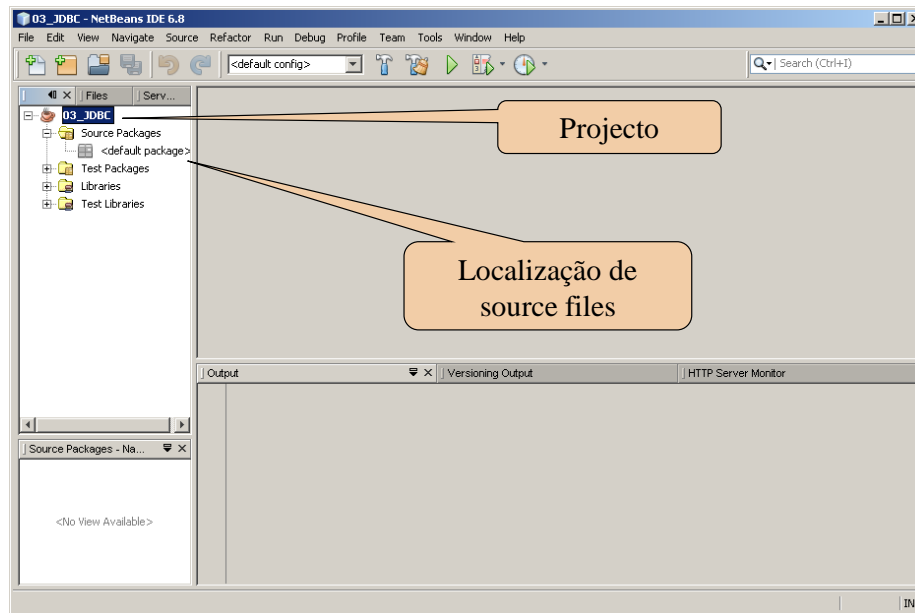 03_JDBC - NetBeans IDE 6.8
File Edit View Navigate Source Refactor Run Debug Profile Team Tools Window Help
<default config>
Search (Ctrl+I)
Files Serv...
03_JDBC
Source Packages
<default package>
Test Packages
Libraries
Test Libraries
Projecto
Localização de
source files
Output Versioning Output HTTP Server Monitor
Source Packages - Na...
<No View Available>
IN